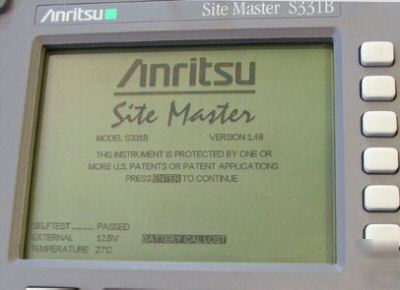 Anritsu
Site Master S331B
Anritsu
Site Master
MODEL S331B VERSION 1.48
THIS INSTRUMENT IS PROTECTED BY ONE OR
MORE U.S. PATENTS OR PATENT APPLICATIONS
PRESS ENTER TO CONTINUE
SELFTEST......... PASSED
EXTERNAL 12.5V
TEMPERATURE 27°C
BATTERY CAL LOST